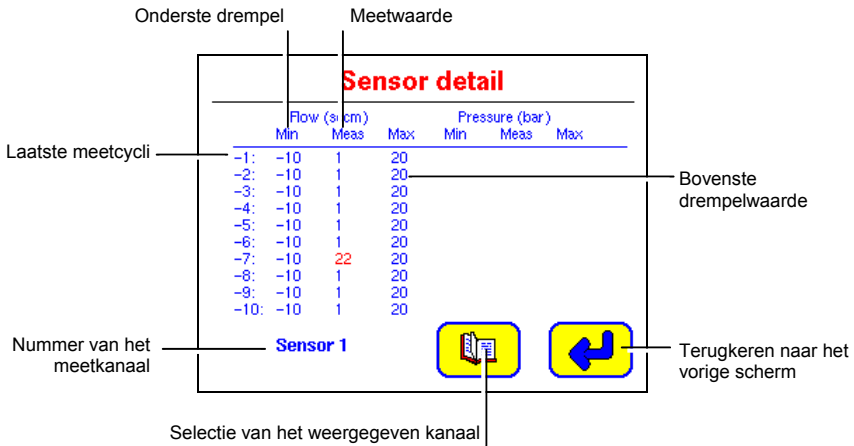 Onderste drempel
Meetwaarde
Sensor detail
Flow (sccm) Pressure (bar)
Min Meas Max Min Meas Max
Laatste meetcycli
-1: -10 1 20
-2: -10 1 20
-3: -10 1 20
-4: -10 1 20
-5: -10 1 20
-6: -10 1 20
-7: -10 22 20
-8: -10 1 20
-9: -10 1 20
-10: -10 1 20
Bovenste
drempelwaarde
Nummer van het
meetkanaal
Sensor 1
Terugkeren naar het
vorige scherm
Selectie van het weergegeven kanaal